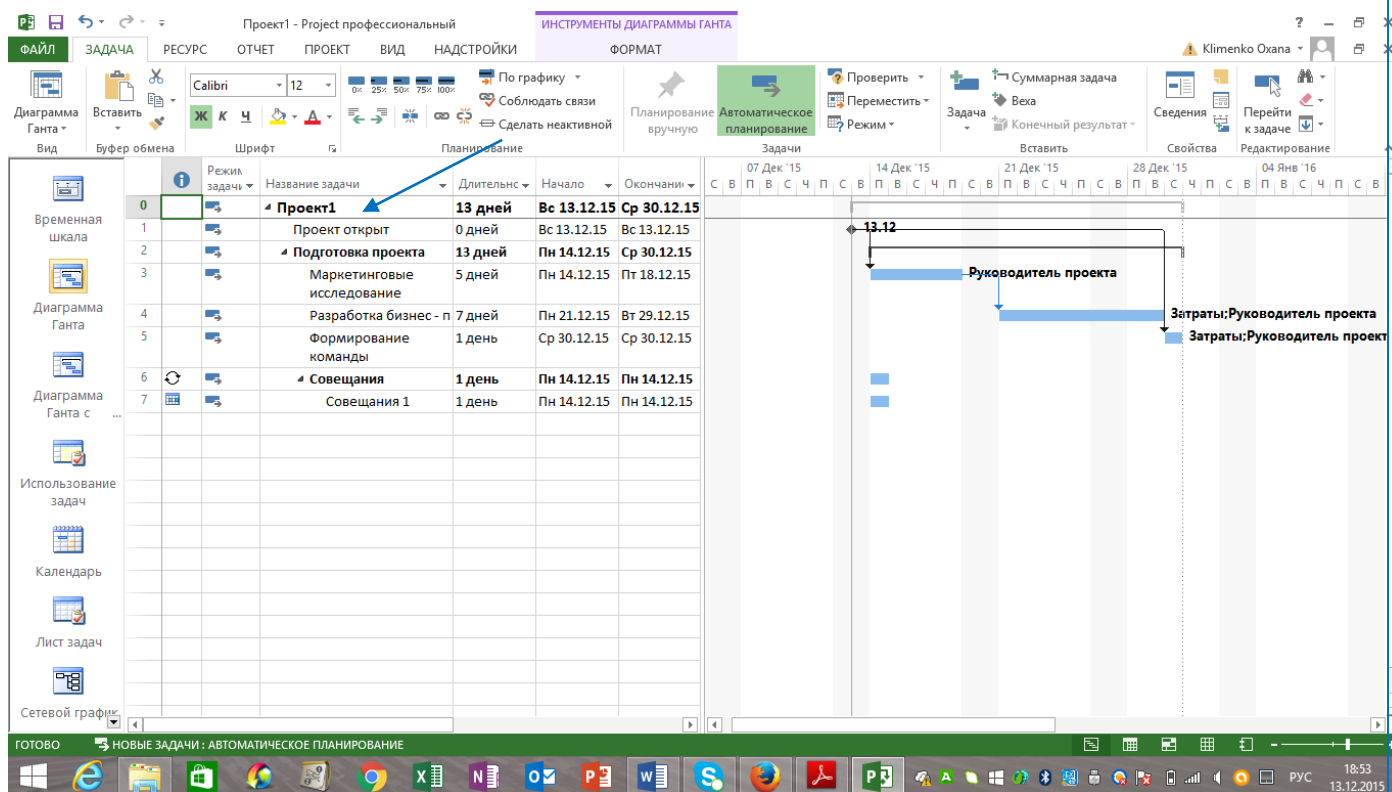 Проект1 - Project профессиональный
ИНСТРУМЕНТЫ ДИАГРАММЫ ГАНТА
?
ФАЙЛ ЗАДАЧА РЕСУРС ОТЧЕТ ПРОЕКТ ВИД НАДСТРОЙКИ ФОРМАТ
Klimenko Oxana
Диаграмма
Ганта
Вид
Вставить
Буфер обмена
Calibri 12
Ж К Ч
Шрифт
0% 25% 50% 75% 100%
По графику
Соблюдать связи
Сделать неактивной
Планирование
Планирование
вручную
Автоматическое
планирование
Проверить
Переместить
Режим
Задачи
Задача
Суммарная задача
Веха
Конечный результат
Вставить
Сведения
Свойства
Перейти
к задаче
Редактирование
Режим
задачи
Название задачи Длительнс Начало Окончани
07 Дек '15 14 Дек '15 21 Дек '15 28 Дек '15 04 Янв '16
С В П В С Ч П С В П В С Ч П С В П В С Ч П С В П В С Ч П С В П В С Ч П С В
0 Проект1 13 дней Вс 13.12.15 Ср 30.12.15
1 Проект открыт 0 дней Вс 13.12.15 Вс 13.12.15
13.12
2 Подготовка проекта 13 дней Пн 14.12.15 Ср 30.12.15
3 Маркетинговые исследование 5 дней Пн 14.12.15 Пт 18.12.15
Руководитель проекта
4 Разработка бизнес - п 7 дней Пн 21.12.15 Вт 29.12.15
Затраты;Руководитель проекта
5 Формирование команды 1 день Ср 30.12.15 Ср 30.12.15
Затраты;Руководитель проект
6 Совещания 1 день Пн 14.12.15 Пн 14.12.15
7 Совещания 1 1 день Пн 14.12.15 Пн 14.12.15
Временная
шкала
Диаграмма
Ганта
Диаграмма
Ганта с ...
Использование
задач
Календарь
Лист задач
Сетевой график
ГОТОВО НОВЫЕ ЗАДАЧИ : АВТОМАТИЧЕСКОЕ ПЛАНИРОВАНИЕ
РУС
18:53
13.12.2015